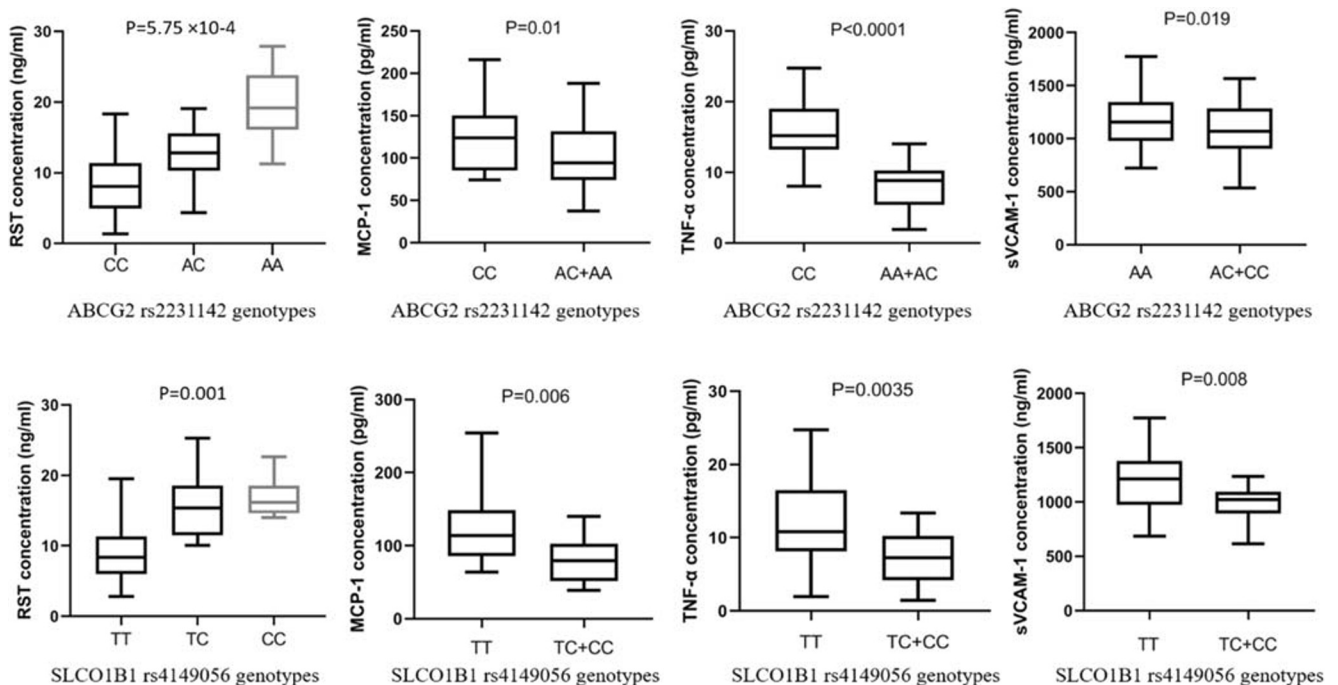 P=5.75 ×10-4
RST concentration (ng/ml)
30
20
10
0
CC AC AA
ABCG2 rs2231142 genotypes
P=0.01
MCP-1 concentration (pg/ml)
250
200
150
100
50
0
CC AC+AA
ABCG2 rs2231142 genotypes
P<0.0001
TNF-α concentration (pg/ml)
30
20
10
0
CC AA+AC
ABCG2 rs2231142 genotypes
P=0.019
sVCAM-1 concentration (ng/ml)
2000
1500
1000
500
0
AA AC+CC
ABCG2 rs2231142 genotypes
P=0.001
RST concentration (ng/ml)
30
20
10
0
TT TC CC
SLCO1B1 rs4149056 genotypes
P=0.006
MCP-1 concentration (pg/ml)
300
200
100
0
TT TC+CC
SLCO1B1 rs4149056 genotypes
P=0.0035
TNF-α concentration (pg/ml)
30
20
10
0
TT TC+CC
SLCO1B1 rs4149056 genotypes
P=0.008
sVCAM-1 concentration (ng/ml)
2000
1500
1000
500
0
TT TC+CC
SLCO1B1 rs4149056 genotypes